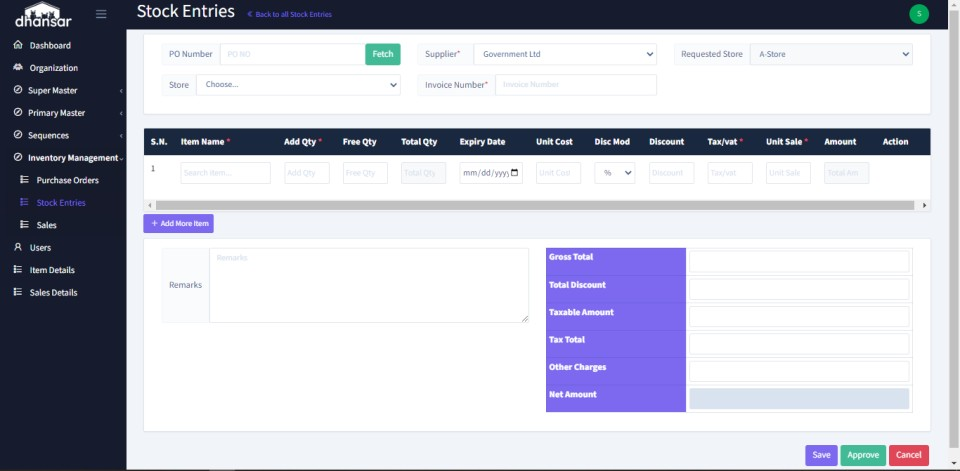 dhansar
Dashboard
Organization
Super Master
Primary Master
Sequences
Inventory Management
Purchase Orders
Stock Entries
Sales
Users
Item Details
Sales Details
Stock Entries « Back to all Stock Entries S
PO Number PO NO Fetch Supplier* Government Ltd Requested Store A-Store
Store Choose... Invoice Number* Invoice Number
S.N. Item Name * Add Qty * Free Qty Total Qty Expiry Date Unit Cost Disc Mod Discount Tax/vat * Unit Sale * Amount Action
1 Search item... Add Qty Free Qty Total Qty mm/dd/yyyy Unit Cost % Discount Tax/vat Unit Sale Total Am
+ Add More Item
Remarks Remarks
Gross Total
Total Discount
Taxable Amount
Tax Total
Other Charges
Net Amount
Save Approve Cancel